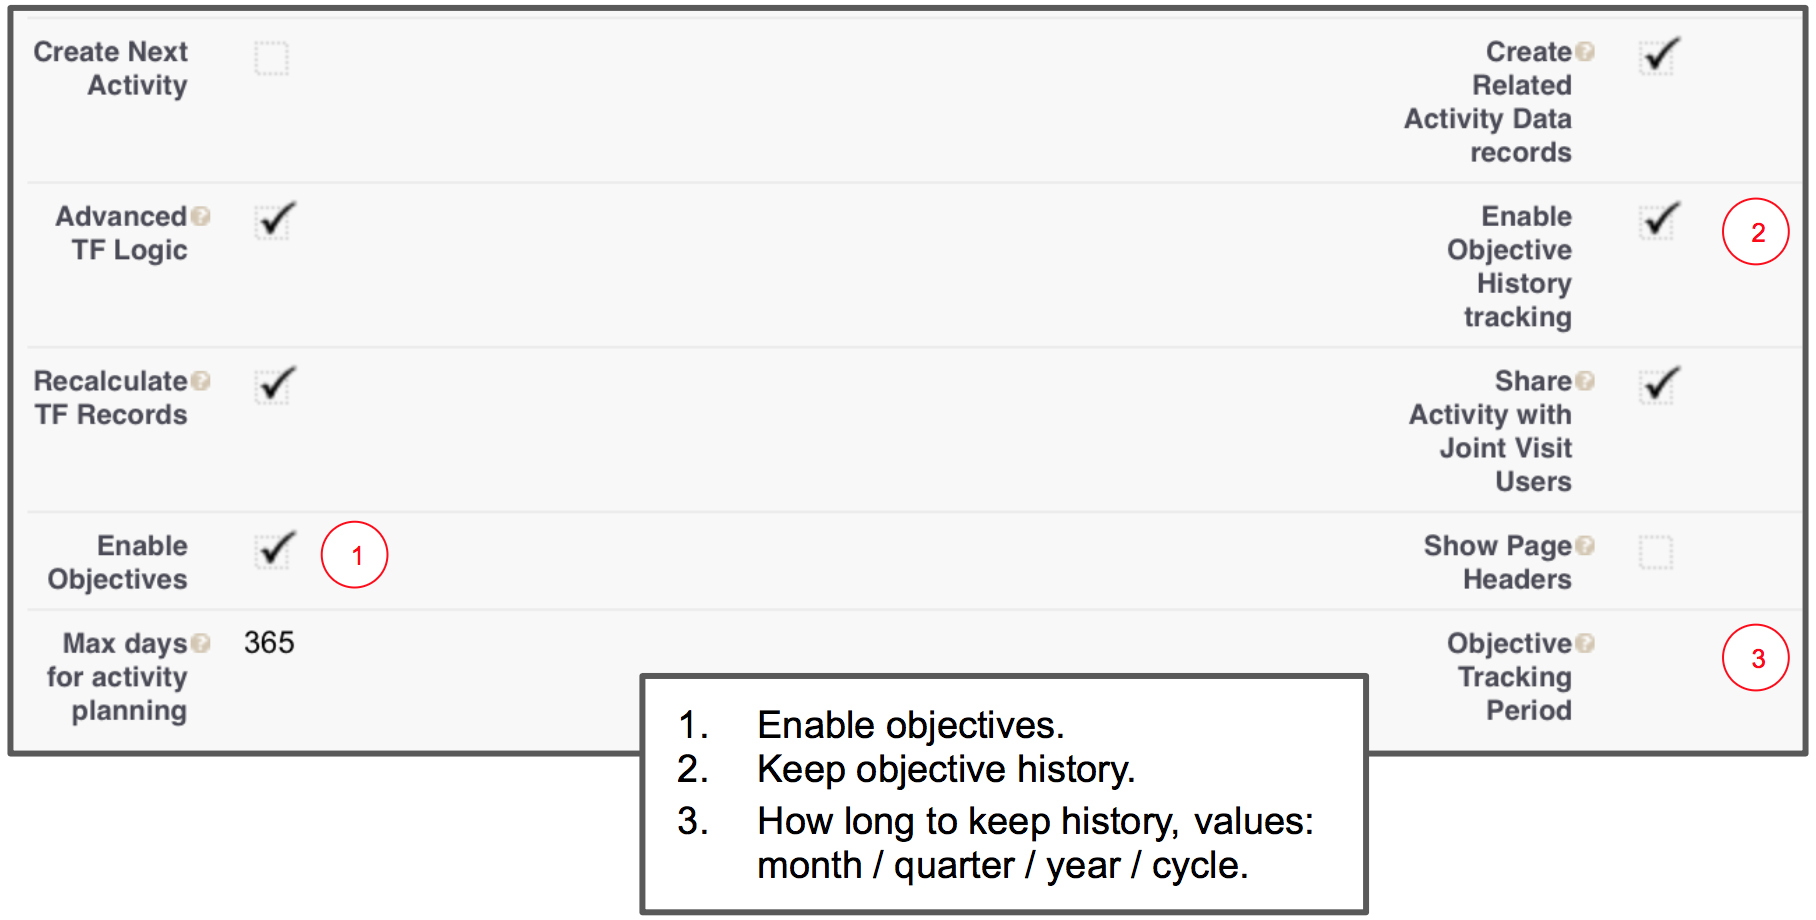 Create Next
Activity
Create ?
Related
Activity Data
records
Advanced ?
TF Logic
Enable
Objective
History
tracking
2
Recalculate ?
TF Records
Share ?
Activity with
Joint Visit
Users
Enable
Objectives
1
Show Page ?
Headers
Max days ?
for activity
planning
365
Objective ?
Tracking
Period
3
1. Enable objectives.
2. Keep objective history.
3. How long to keep history, values:
month / quarter / year / cycle.